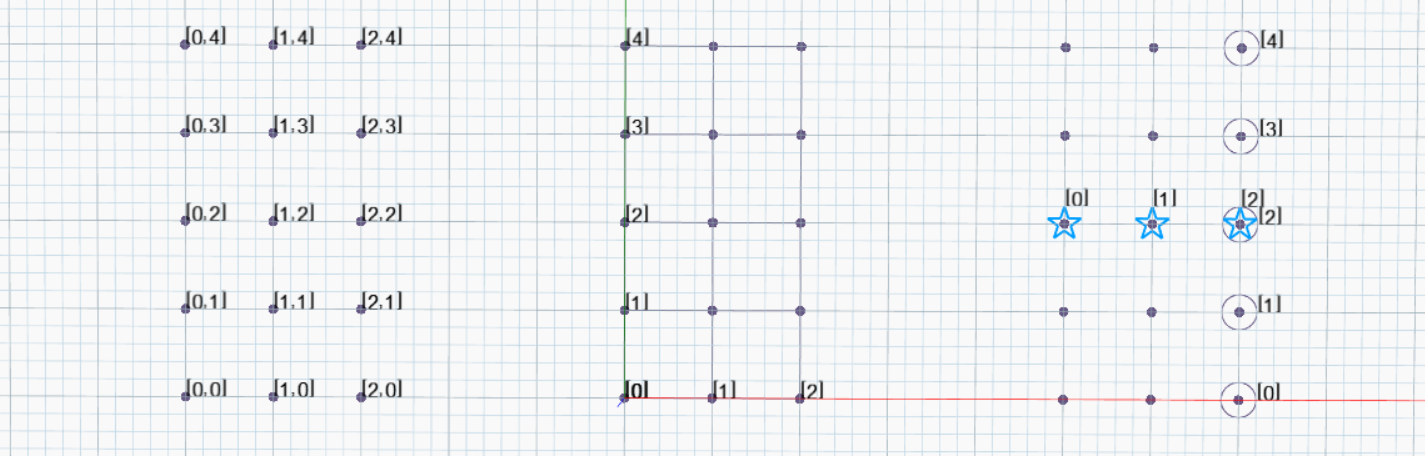 [0,4] [1,4] [2,4] [4] [4]
[0,3] [1,3] [2,3] [3] [3]
[0] [1] [2]
[0,2] [1,2] [2,2] [2] [2]
[0,1] [1,1] [2,1] [1] [1]
[0,0] [1,0] [2,0] [0] [1] [2] [0]